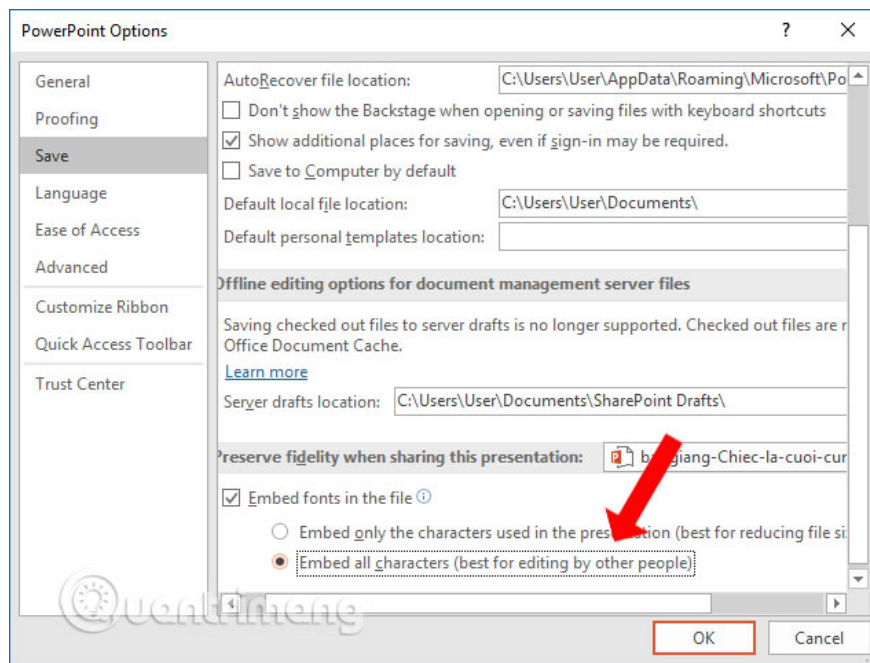 PowerPoint Options
General
Proofing
Save
Language
Ease of Access
Advanced
Customize Ribbon
Quick Access Toolbar
Trust Center
AutoRecover file location: C:\Users\User\AppData\Roaming\Microsoft\Po
Don't show the Backstage when opening or saving files with keyboard shortcuts
Show additional places for saving, even if sign-in may be required.
Save to Computer by default
Default local file location: C:\Users\User\Documents\
Default personal templates location:
Offline editing options for document management server files
Saving checked out files to server drafts is no longer supported. Checked out files are r
Office Document Cache.
Learn more
Server drafts location: C:\Users\User\Documents\SharePoint Drafts\
Preserve fidelity when sharing this presentation:
Embed fonts in the file
Embed only the characters used in the (best for reducing file si
Embed all characters (best for editing by other people)
Quantrimang
OK
Cancel